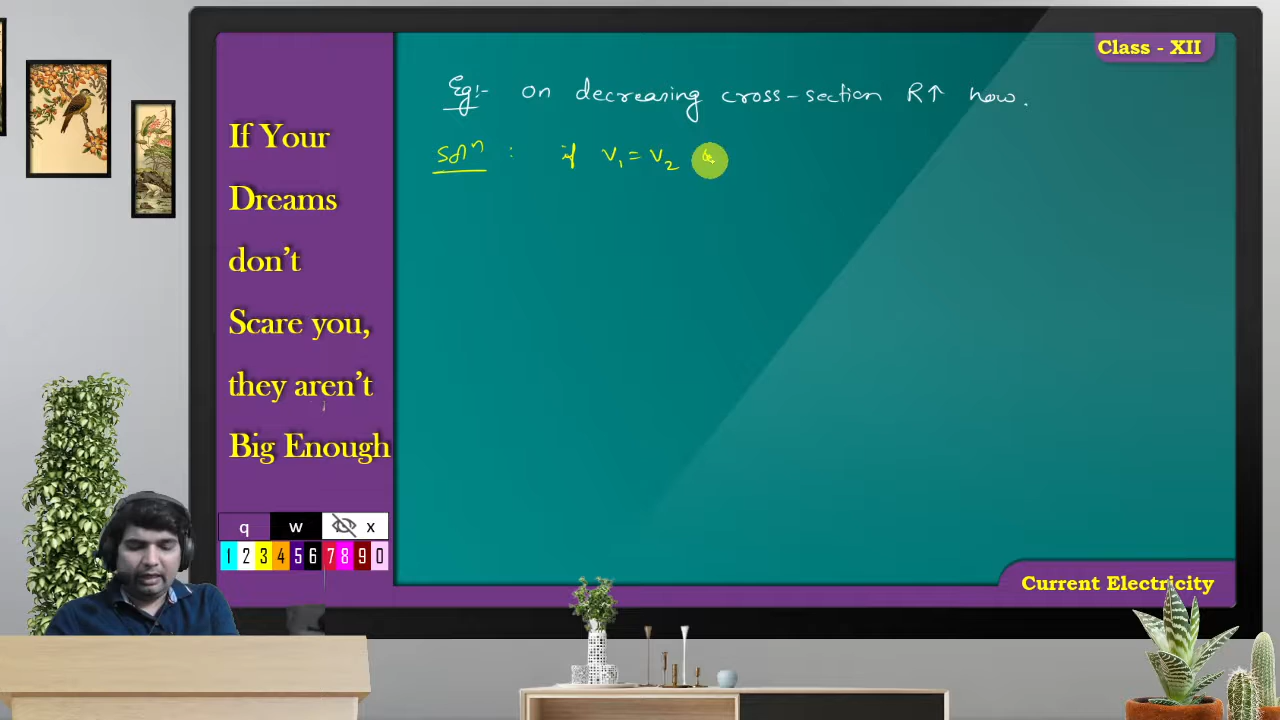 Class - XII
Eg:- on decreasing cross-section R↑ how.
Solⁿ : if V₁ = V₂ &
If Your
Dreams
don't
Scare you,
they aren't
Big Enough
q w x
1 2 3 4 5 6 7 8 9 0
Current Electricity